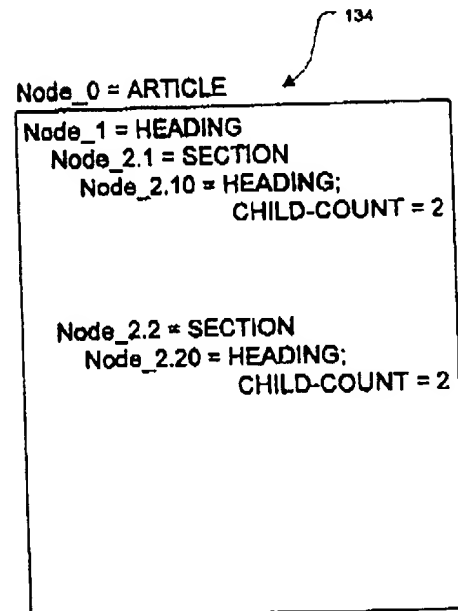 134
Node_0 = ARTICLE
Node_1 = HEADING
Node_2.1 = SECTION
Node_2.10 = HEADING;
CHILD-COUNT = 2
Node_2.2 = SECTION
Node_2.20 = HEADING;
CHILD-COUNT = 2